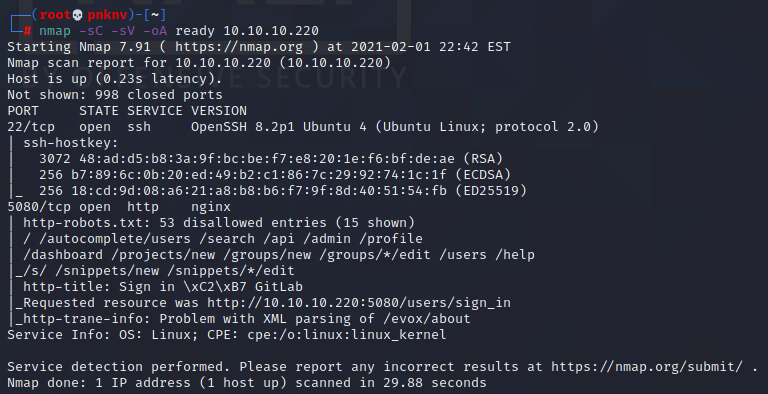 (root💀pnknv)-[~]
# nmap -sC -sV -oA ready 10.10.10.220
Starting Nmap 7.91 ( https://nmap.org ) at 2021-02-01 22:42 EST
Nmap scan report for 10.10.10.220 (10.10.10.220)
Host is up (0.23s latency).
BY OFFENSIVE SECURITY
Not shown: 998 closed ports
PORT     STATE SERVICE VERSION
22/tcp   open  ssh     OpenSSH 8.2p1 Ubuntu 4 (Ubuntu Linux; protocol 2.0)
| ssh-hostkey:
|   3072 48:ad:d5:b8:3a:9f:bc:be:f7:e8:20:1e:f6:bf:de:ae (RSA)
|   256 b7:89:6c:0b:20:ed:49:b2:c1:86:7c:29:92:74:1c:1f (ECDSA)
|_  256 18:cd:9d:08:a6:21:a8:b8:b6:f7:9f:8d:40:51:54:fb (ED25519)
5080/tcp open  http    nginx
| http-robots.txt: 53 disallowed entries (15 shown)
| / /autocomplete/users /search /api /admin /profile
| /dashboard /projects/new /groups/new /groups/*/edit /users /help
|_/s/ /snippets/new /snippets/*/edit
| http-title: Sign in \xC2\xB7 GitLab
|_Requested resource was http://10.10.10.220:5080/users/sign_in
|_http-trane-info: Problem with XML parsing of /evox/about
Service Info: OS: Linux; CPE: cpe:/o:linux:linux_kernel

Service detection performed. Please report any incorrect results at https://nmap.org/submit/ .
Nmap done: 1 IP address (1 host up) scanned in 29.88 seconds